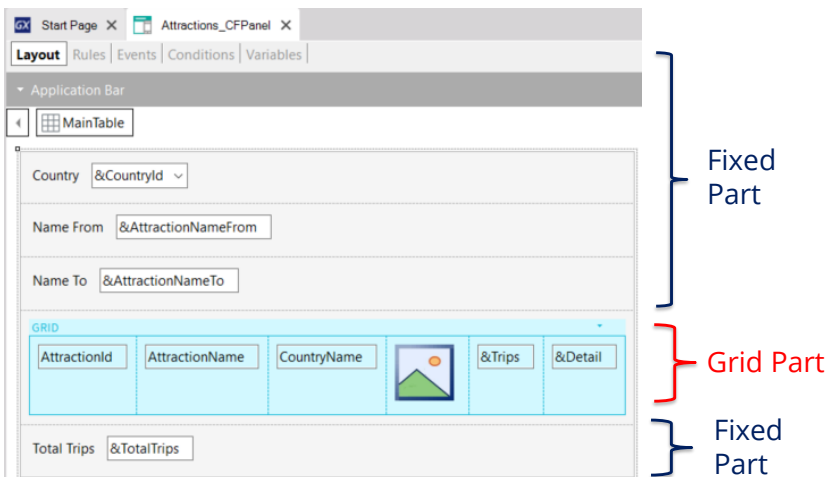 GX Start Page X Attractions_CFPanel X
Layout Rules Events Conditions Variables
Application Bar
MainTable
Country &CountryId
Name From &AttractionNameFrom
Name To &AttractionNameTo
GRID
AttractionId AttractionName CountryName &Trips &Detail
Total Trips &TotalTrips
Fixed
Part
Grid Part
Fixed
Part